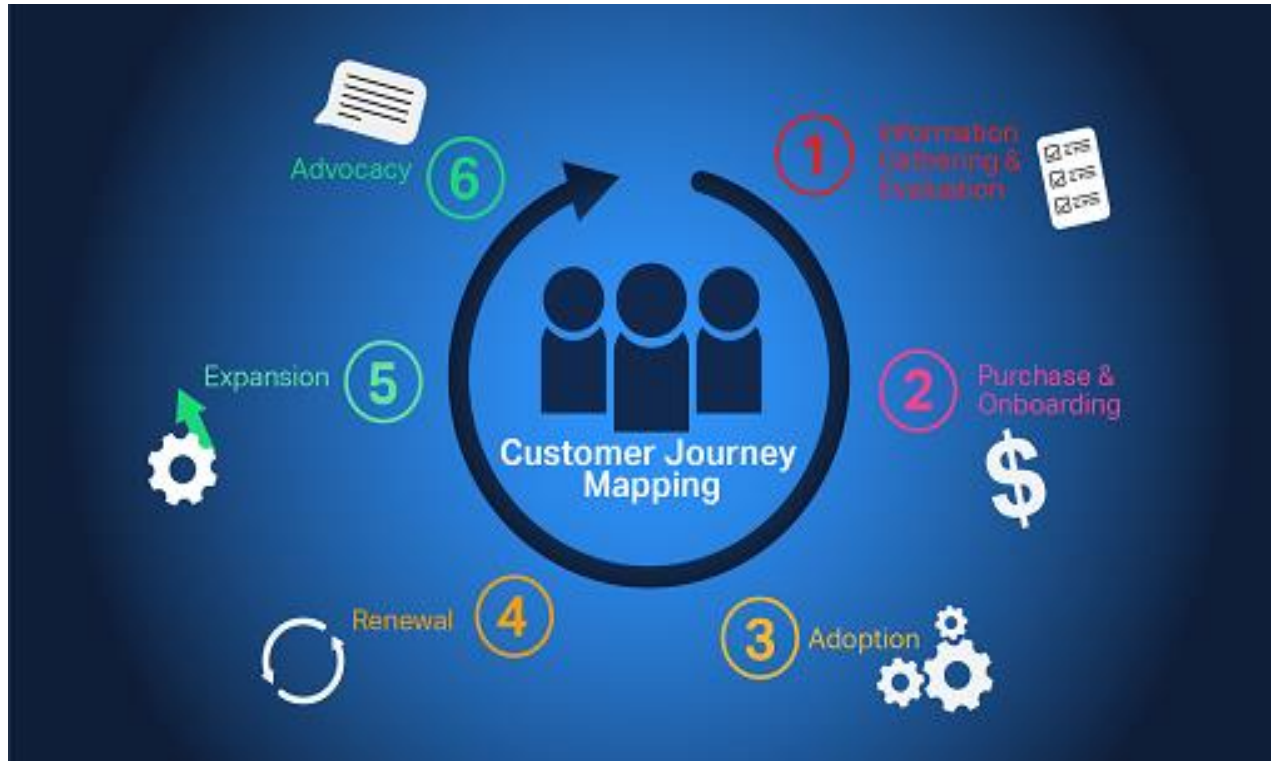 Customer Journey
Mapping
1
Information
Gathering &
Evaluation
2
Purchase &
Onboarding
3
Adoption
4
Renewal
5
Expansion
6
Advocacy